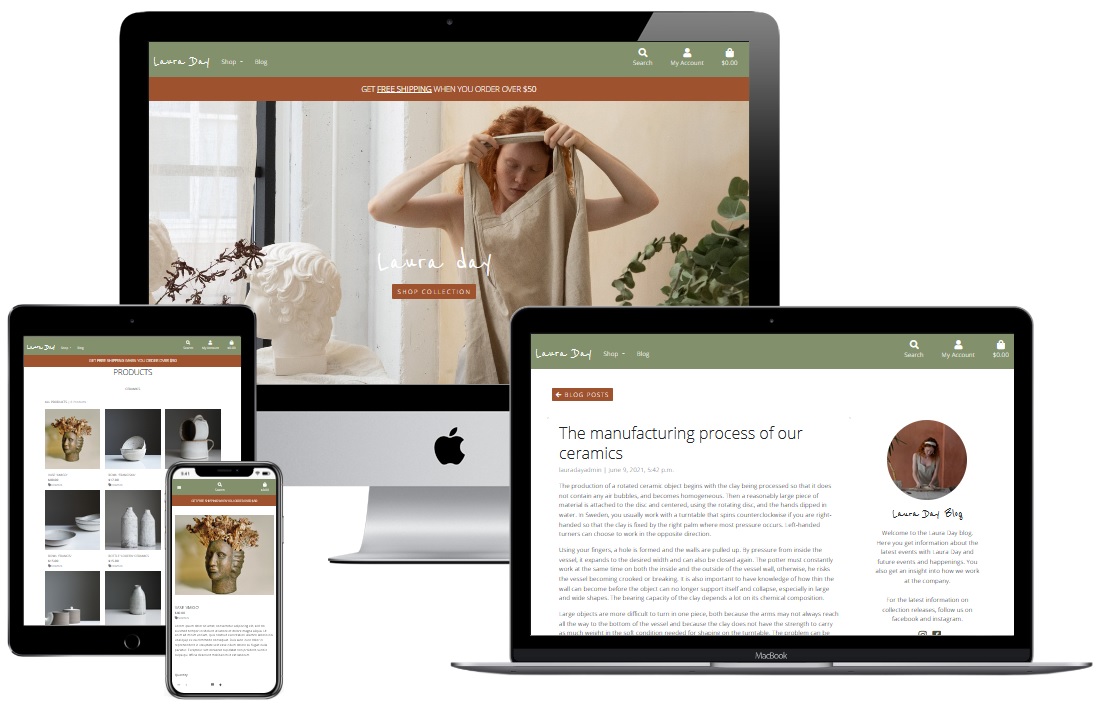 Laura Day Shop Blog
Search My Account $0.00
GET FREE SHIPPING WHEN YOU ORDER OVER $50
Laura day
SHOP COLLECTION
Laura Day Shop Blog
Search My Account $0.00
GET FREE SHIPPING WHEN YOU ORDER OVER $50
PRODUCTS
9:41
Laura Day Shop Blog
Search My Account $0.00
BLOG POSTS
The manufacturing process of our
ceramics
lauradayadmin | June 9, 2021, 5:42 p.m.
The production of a rotated ceramic object begins with the clay being processed so that it does
not contain any air bubbles, and becomes homogeneous. Then a reasonably large piece of
material is attached to the disc and centered, using the rotating disc, and the hands dipped in
water. In Sweden, you usually work with a turntable that spins counterclockwise if you are right-
handed so that the clay is fixed by the right palm where most pressure occurs. Left-handed
turners can choose to work in the opposite direction.
Using your fingers, a hole is formed and the walls are pulled up. By pressure from inside the
vessel, it expands to the desired width and can also be closed again. The potter must constantly
work at the same time on both the inside and the outside of the vessel wall, otherwise, he risks
the vessel becoming crooked or breaking. It is also important to have knowledge of how thin the
wall can become before the object can no longer support itself and collapse, especially in large
and wide shapes. The bearing capacity of the clay depends a lot on its chemical composition.
Large objects are more difficult to turn in one piece, both because the arms may not always reach
all the way to the bottom of the vessel and because the clay does not have the strength to carry
as much weight in the soft condition needed for shaping on the turntable. The problem can be
Laura Day Blog
Welcome to the Laura Day blog.
Here you get information about the
latest events with Laura Day and
future events and happenings. You
also get an insight into how we work
at the company.
For the latest information on
collection releases, follow us on
facebook and instagram.
MacBook